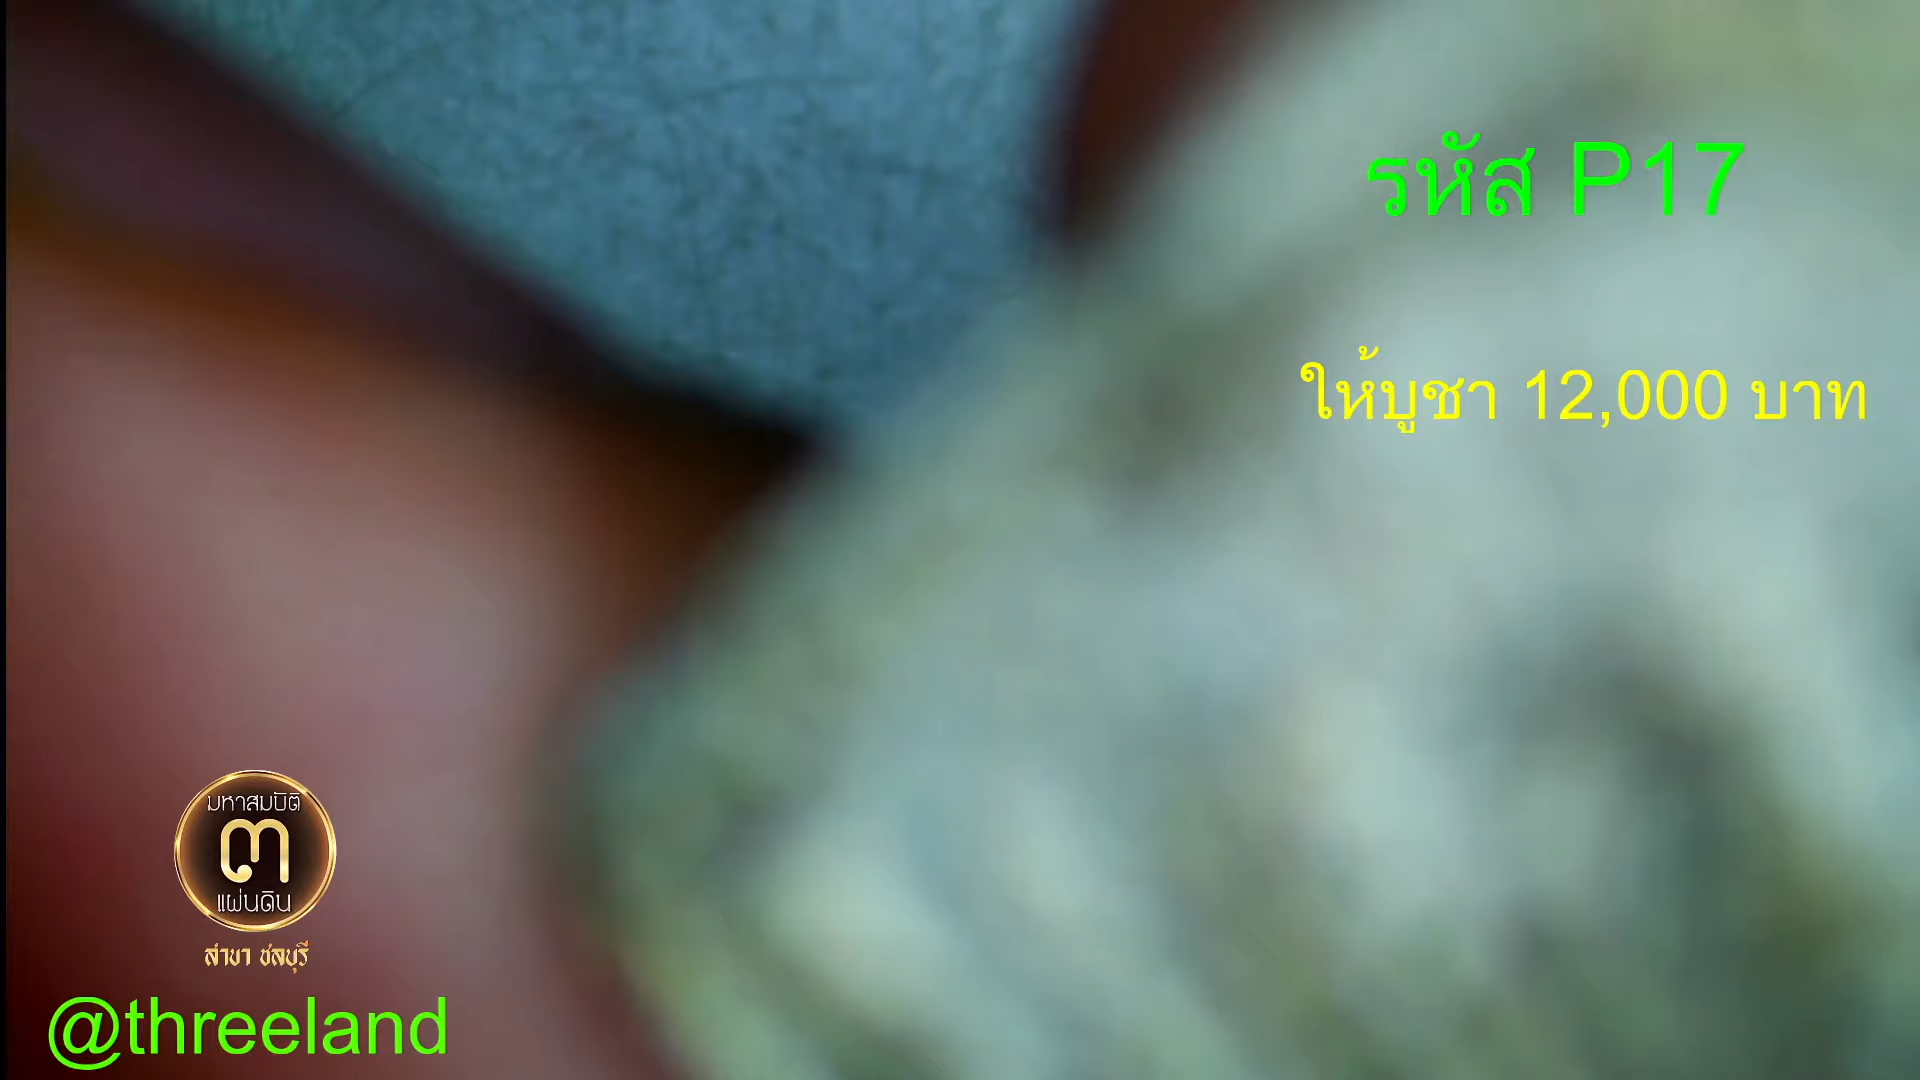 รหัส P17
ให้บูชา 12,000 บาท
มหาสมบัติ
๓
แผ่นดิน
สาขา ชลบุรี
@threeland